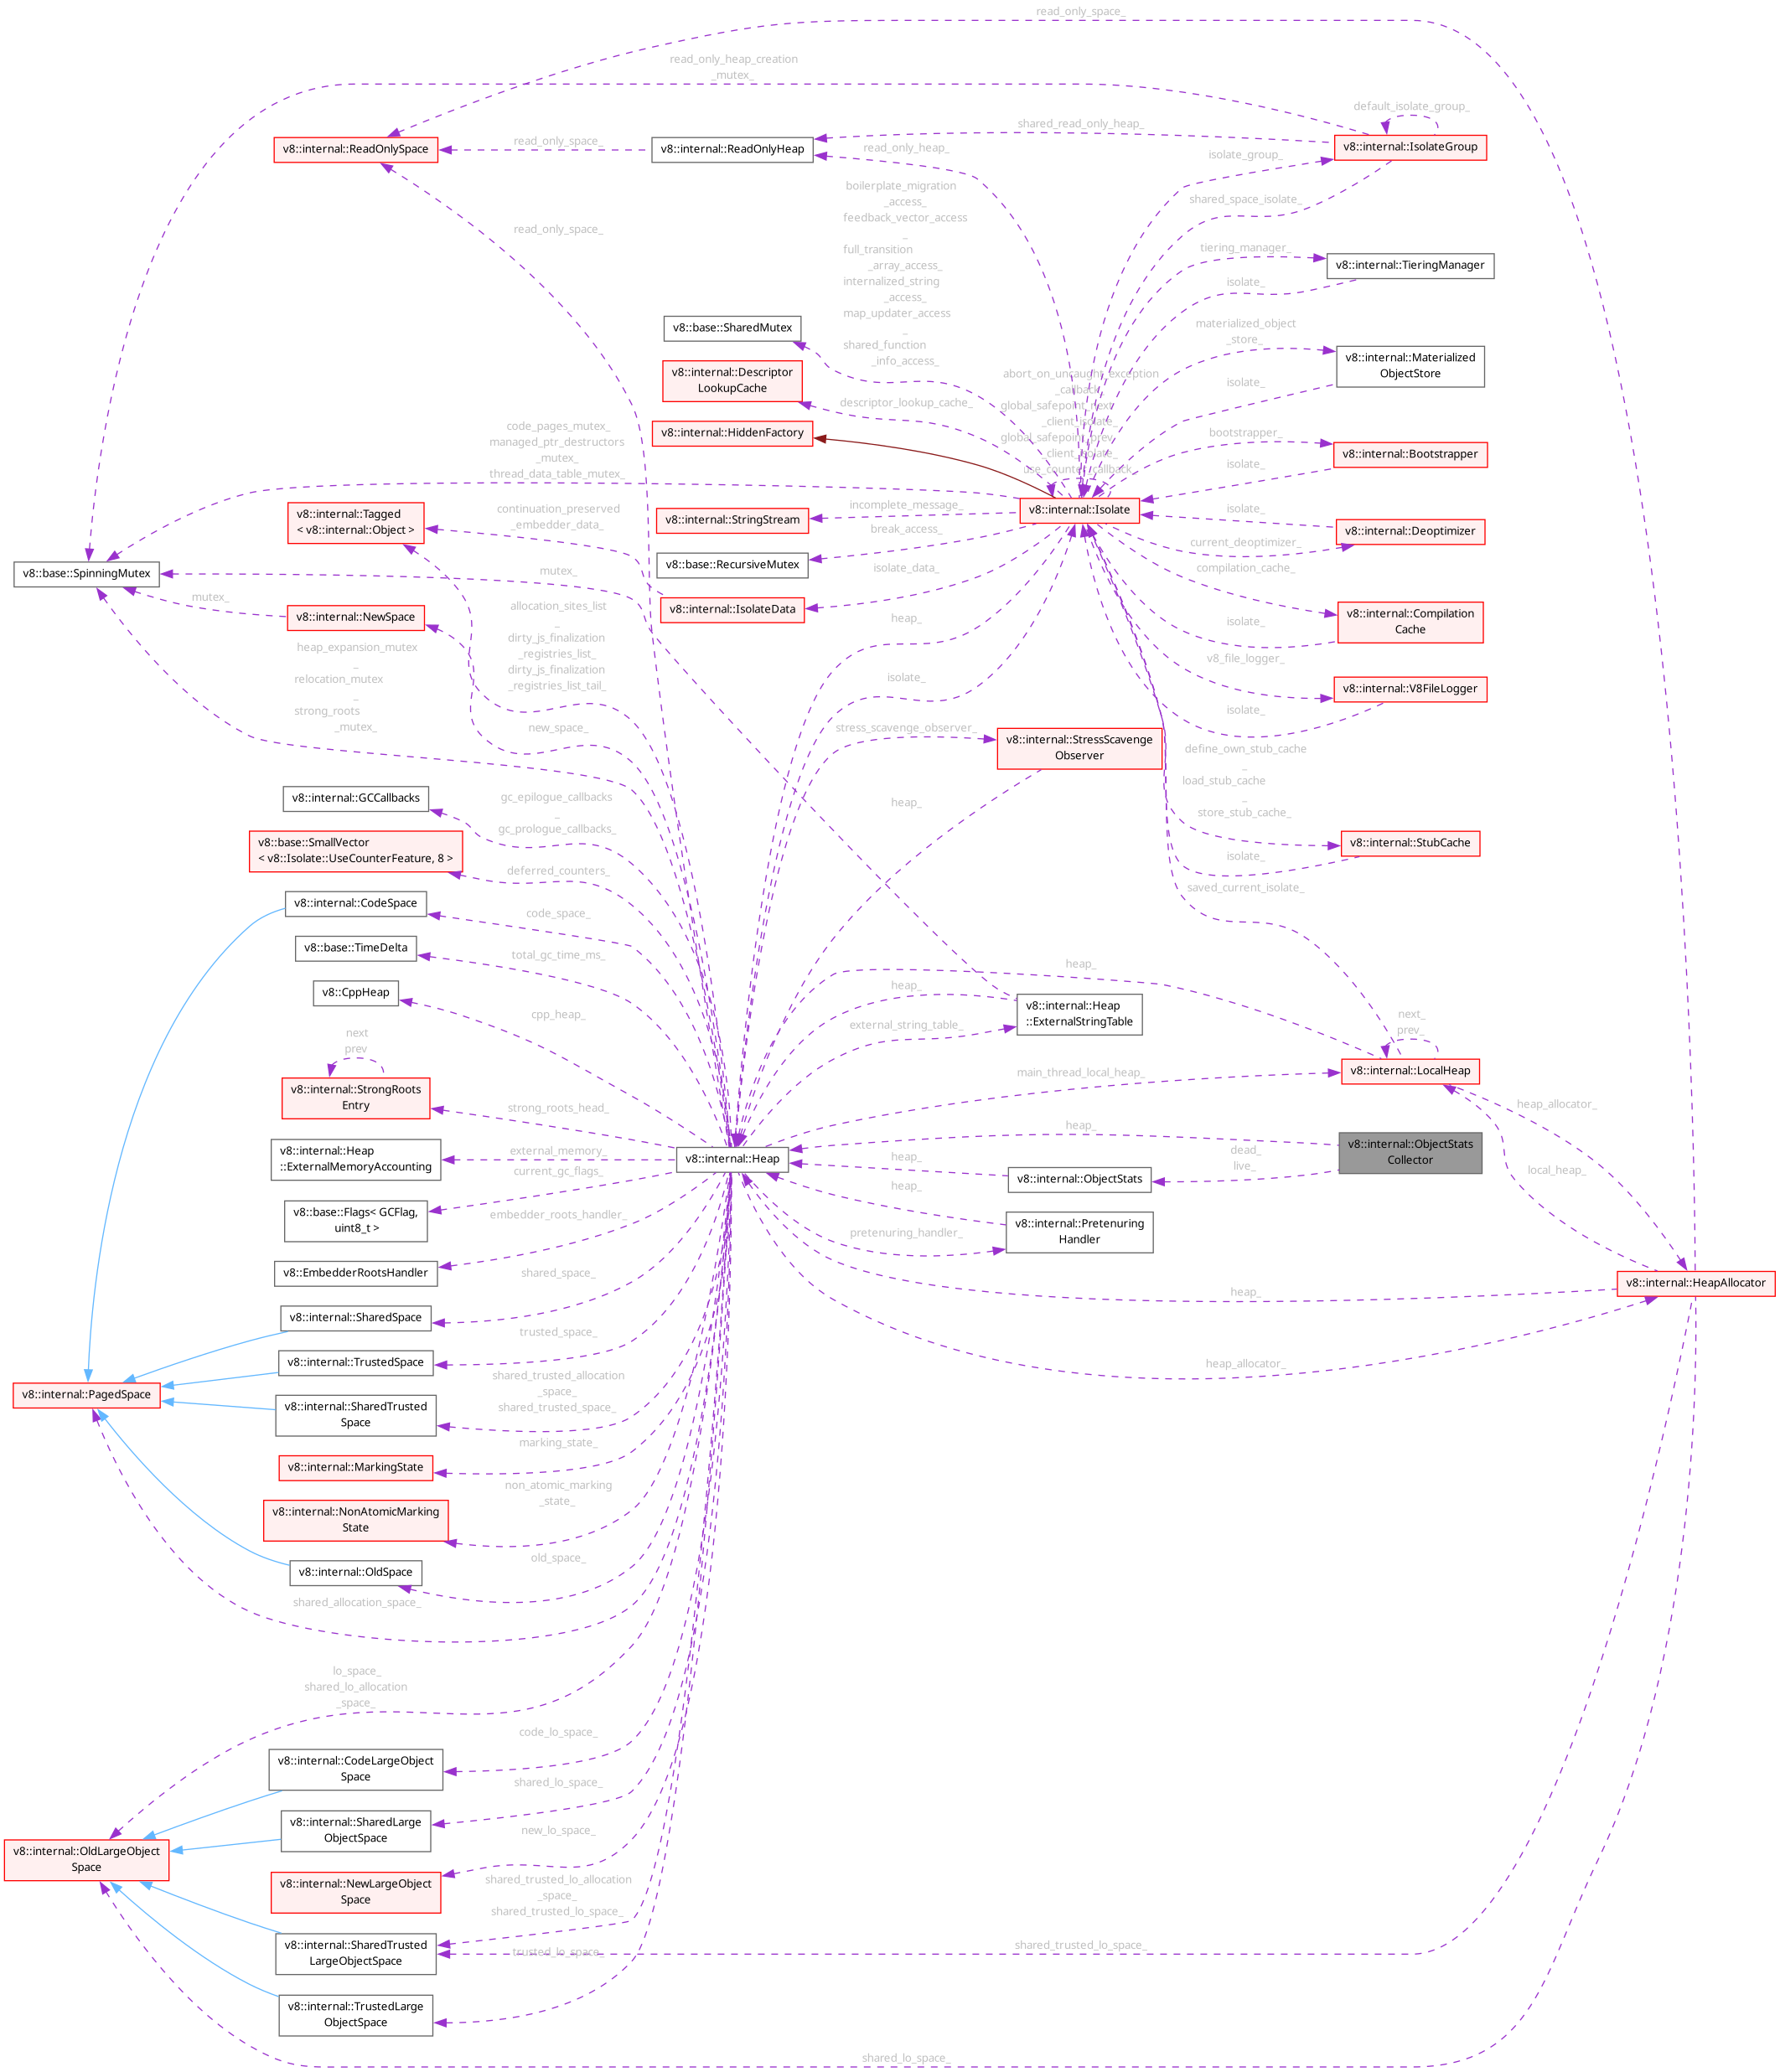 read_only_space_
read_only_heap_creation
_mutex_
default_isolate_group_
shared_read_only_heap_
v8::internal::ReadOnlySpace
read_only_space_
v8::internal::ReadOnlyHeap
read_only_heap_
isolate_group_
v8::internal::IsolateGroup
shared_space_isolate_
boilerplate_migration
_access_
feedback_vector_access
_
full_transition
_array_access_
internalized_string
_access_
map_updater_access
_
shared_function
_info_access_
read_only_space_
tiering_manager_
v8::internal::TieringManager
isolate_
v8::base::SharedMutex
materialized_object
_store_
v8::internal::Materialized
ObjectStore
isolate_
v8::internal::Descriptor
LookupCache
descriptor_lookup_cache_
abort_on_uncaught_exception
_callback_
global_safepoint_next
_client_isolate_
global_safepoint_prev
_client_isolate_
use_counter_callback_
v8::internal::HiddenFactory
bootstrapper_
v8::internal::Bootstrapper
isolate_
code_pages_mutex_
managed_ptr_destructors
_mutex_
thread_data_table_mutex_
v8::internal::Tagged
< v8::internal::Object >
continuation_preserved
_embedder_data_
v8::internal::StringStream
incomplete_message_
v8::internal::Isolate
isolate_
v8::internal::Deoptimizer
current_deoptimizer_
break_access_
v8::base::RecursiveMutex
v8::base::SpinningMutex
mutex_
isolate_data_
v8::internal::IsolateData
compilation_cache_
v8::internal::Compilation
Cache
isolate_
mutex_
v8::internal::NewSpace
allocation_sites_list
_
dirty_js_finalization
_registries_list_
dirty_js_finalization
_registries_list_tail_
heap_
heap_expansion_mutex
_
relocation_mutex
_
strong_roots
_mutex_
isolate_
v8_file_logger_
v8::internal::V8FileLogger
isolate_
new_space_
stress_scavenge_observer_
v8::internal::StressScavenge
Observer
define_own_stub_cache
_
load_stub_cache
_
store_stub_cache_
v8::internal::GCCallbacks
gc_epilogue_callbacks
_
gc_prologue_callbacks_
heap_
v8::internal::StubCache
isolate_
v8::base::SmallVector
< v8::Isolate::UseCounterFeature, 8 >
deferred_counters_
saved_current_isolate_
v8::internal::CodeSpace
code_space_
v8::base::TimeDelta
total_gc_time_ms_
heap_
v8::CppHeap
cpp_heap_
heap_
v8::internal::Heap
::ExternalStringTable
external_string_table_
next
prev
next_
prev_
v8::internal::StrongRoots
Entry
strong_roots_head_
main_thread_local_heap_
v8::internal::LocalHeap
heap_allocator_
v8::internal::Heap
::ExternalMemoryAccounting
external_memory_
v8::internal::Heap
heap_
v8::internal::ObjectStats
Collector
dead_
live_
heap_
v8::internal::ObjectStats
local_heap_
current_gc_flags_
v8::base::Flags< GCFlag,
uint8_t >
heap_
v8::internal::Pretenuring
Handler
pretenuring_handler_
embedder_roots_handler_
v8::EmbedderRootsHandler
shared_space_
heap_
v8::internal::HeapAllocator
v8::internal::SharedSpace
trusted_space_
v8::internal::TrustedSpace
heap_allocator_
v8::internal::PagedSpace
shared_trusted_allocation
_space_
shared_trusted_space_
v8::internal::SharedTrusted
Space
marking_state_
v8::internal::MarkingState
non_atomic_marking
_state_
v8::internal::NonAtomicMarking
State
old_space_
v8::internal::OldSpace
shared_allocation_space_
lo_space_
shared_lo_allocation
_space_
code_lo_space_
v8::internal::CodeLargeObject
Space
shared_lo_space_
v8::internal::SharedLarge
ObjectSpace
v8::internal::OldLargeObject
Space
new_lo_space_
v8::internal::NewLargeObject
Space
shared_trusted_lo_allocation
_space_
shared_trusted_lo_space_
v8::internal::SharedTrusted
LargeObjectSpace
trusted_lo_space_
shared_trusted_lo_space_
v8::internal::TrustedLarge
ObjectSpace
shared_lo_space_